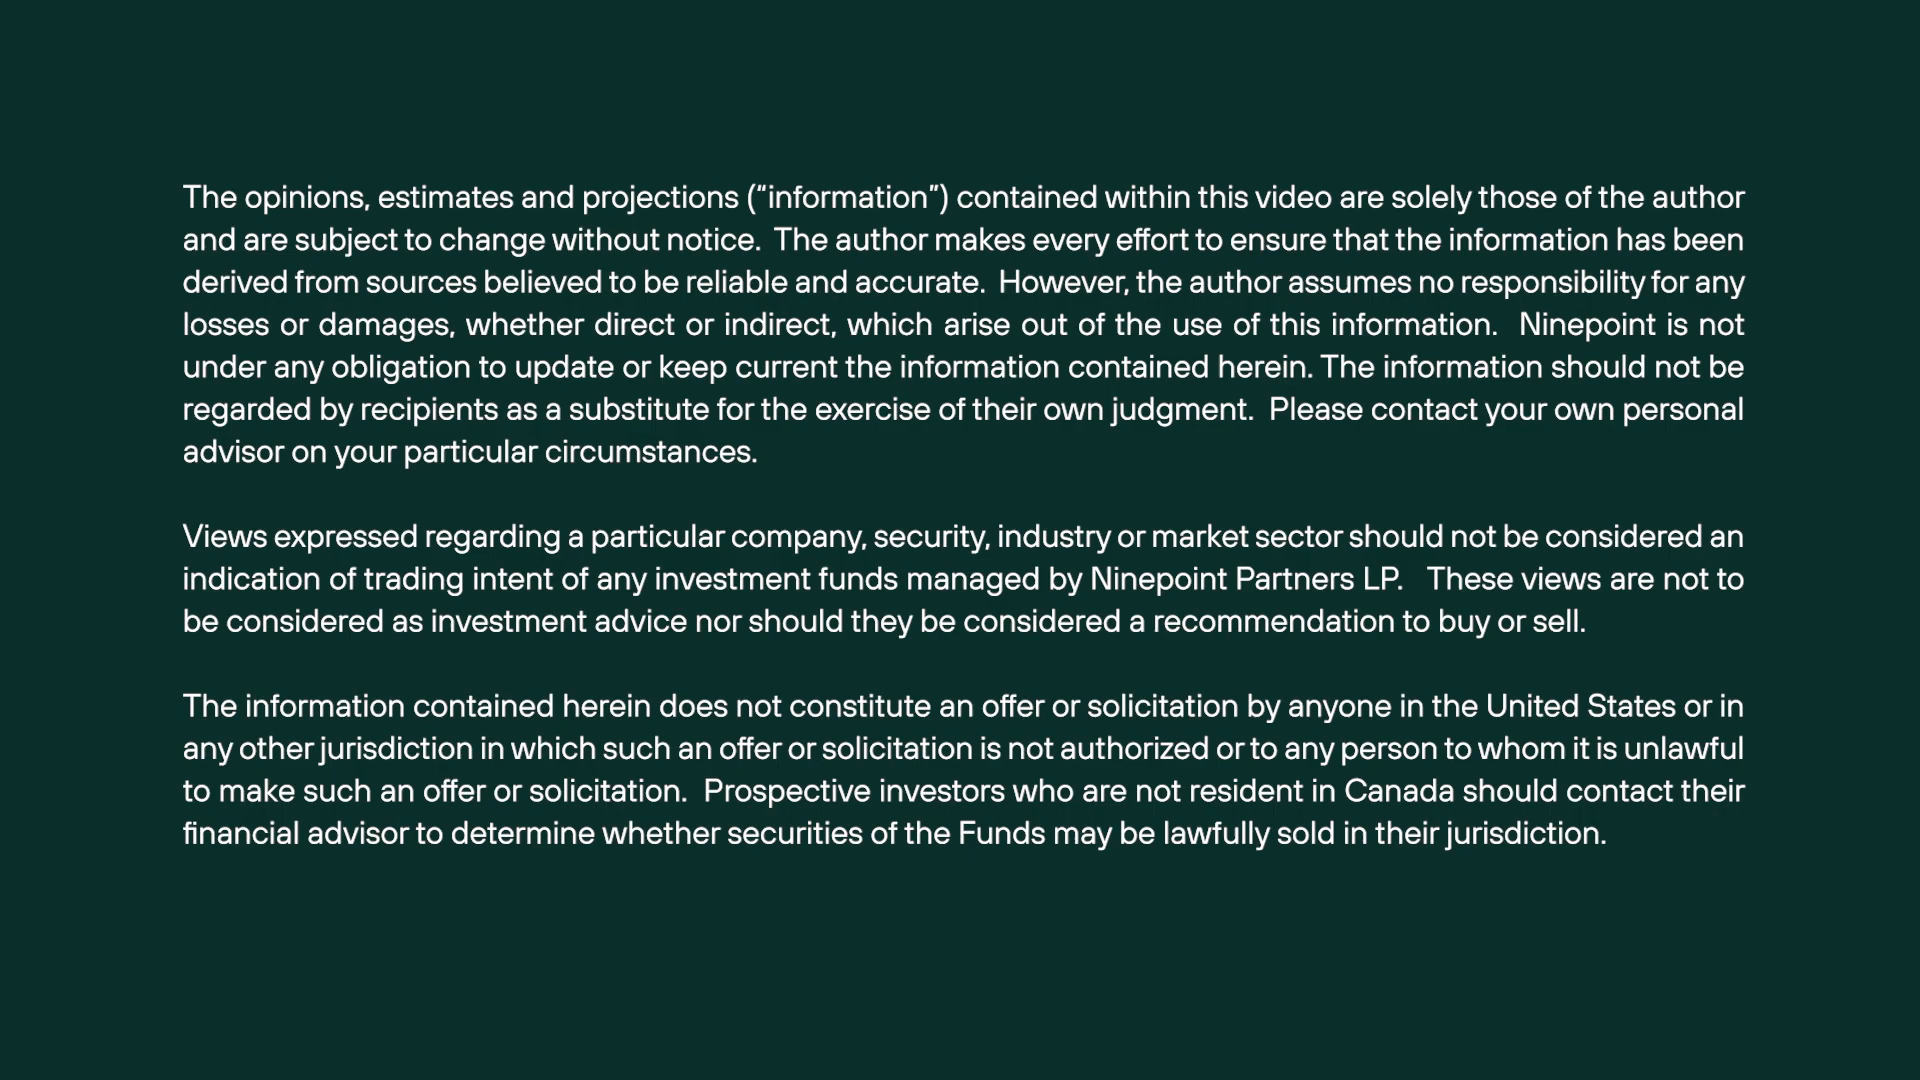 The opinions, estimates and projections (“information”) contained within this video are solely those of the author
and are subject to change without notice.  The author makes every effort to ensure that the information has been
derived from sources believed to be reliable and accurate.  However, the author assumes no responsibility for any
losses or damages, whether direct or indirect, which arise out of the use of this information.  Ninepoint is not
under any obligation to update or keep current the information contained herein. The information should not be
regarded by recipients as a substitute for the exercise of their own judgment.  Please contact your own personal
advisor on your particular circumstances.
Views expressed regarding a particular company, security, industry or market sector should not be considered an
indication of trading intent of any investment funds managed by Ninepoint Partners LP.   These views are not to
be considered as investment advice nor should they be considered a recommendation to buy or sell.
The information contained herein does not constitute an offer or solicitation by anyone in the United States or in
any other jurisdiction in which such an offer or solicitation is not authorized or to any person to whom it is unlawful
to make such an offer or solicitation.  Prospective investors who are not resident in Canada should contact their
financial advisor to determine whether securities of the Funds may be lawfully sold in their jurisdiction.